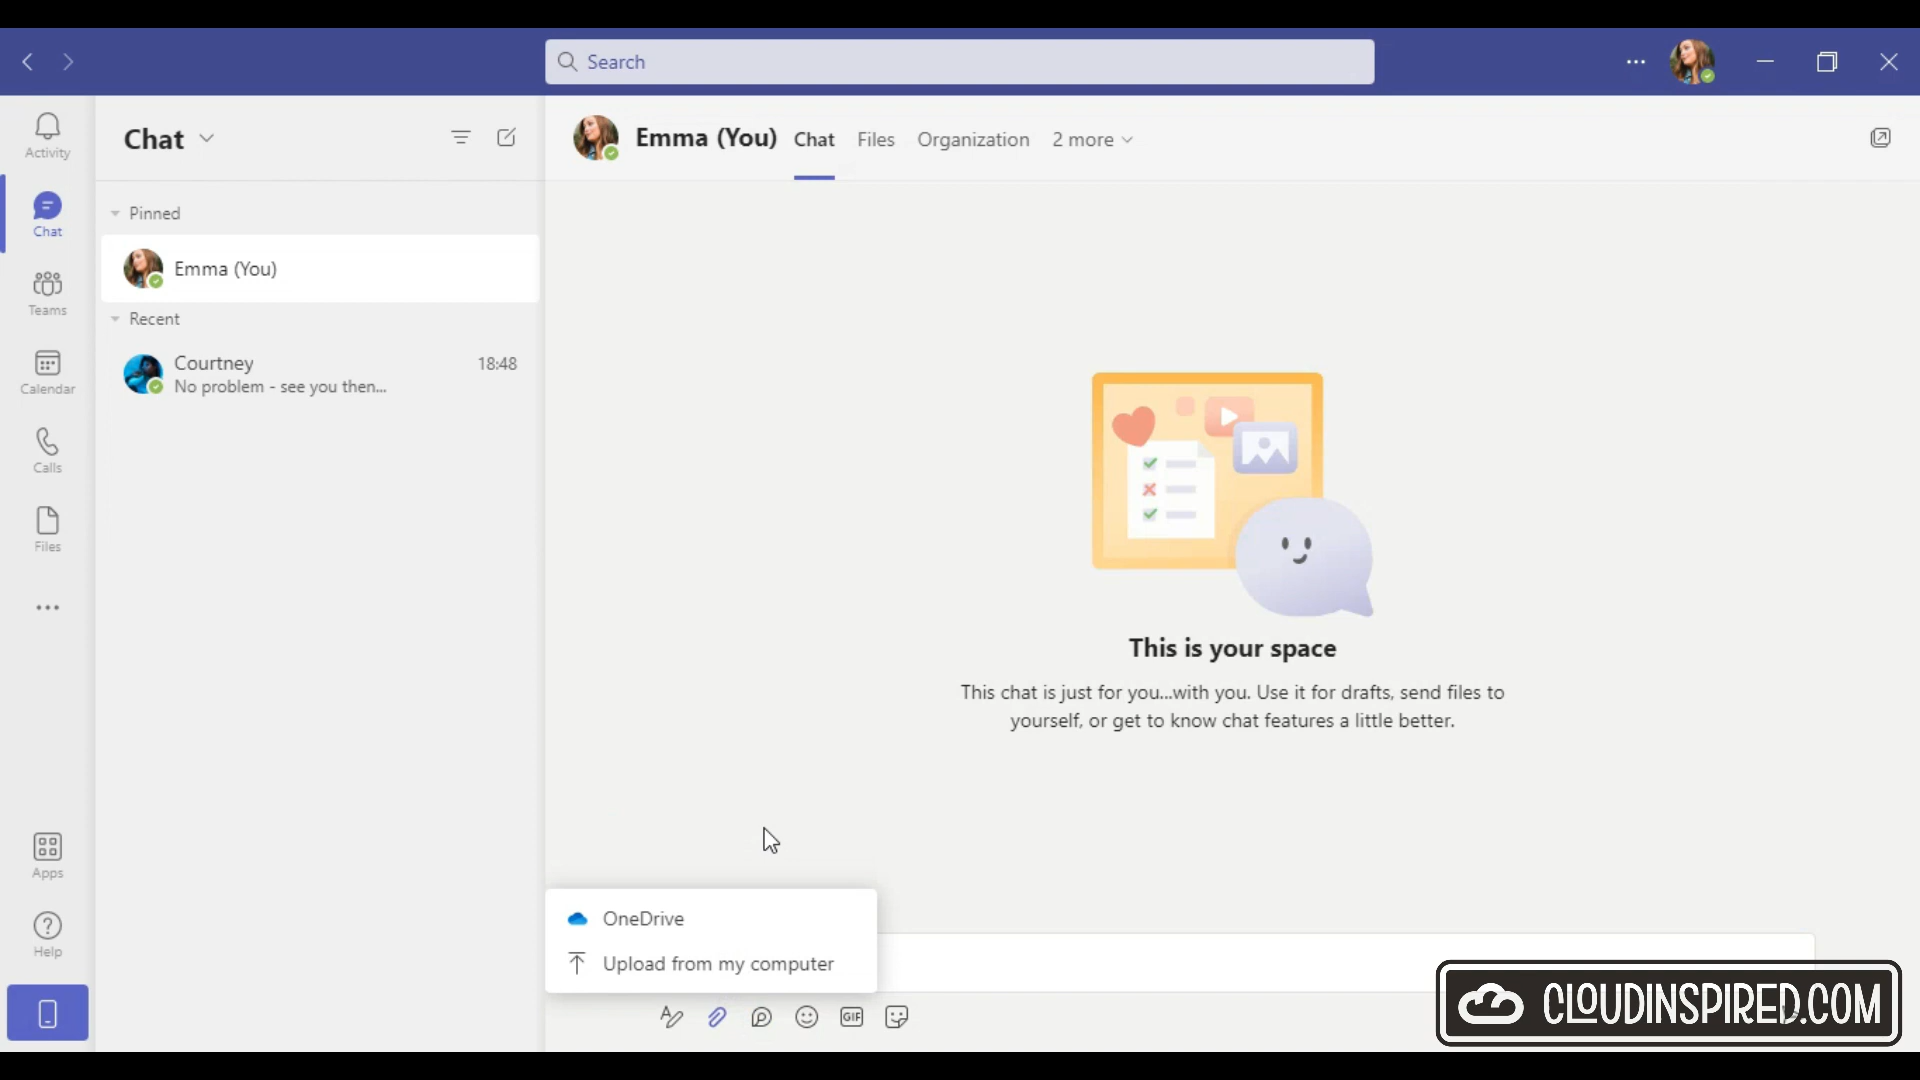 Search
Activity
Chat
Teams
Calendar
Calls
Files
Apps
Help
Chat
Pinned
Emma (You)
Recent
Courtney
18:48
No problem - see you then...
Emma (You)
Chat
Files
Organization
2 more
This is your space
This chat is just for you...with you. Use it for drafts, send files to
yourself, or get to know chat features a little better.
OneDrive
Upload from my computer
GIF
CLOUDINSPIRED.COM